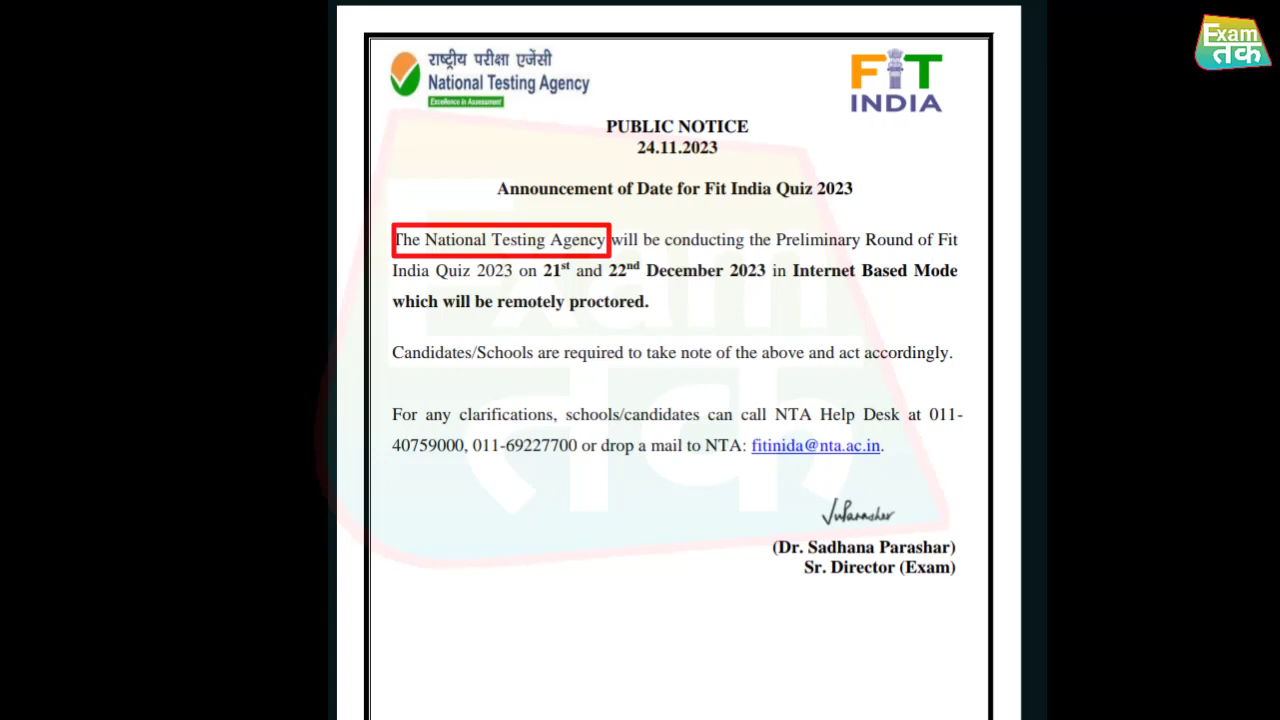 Exam
तक
राष्ट्रीय परीक्षा एजेंसी
National Testing Agency
Excellence in Assessment
FIT
INDIA
PUBLIC NOTICE
24.11.2023
Announcement of Date for Fit India Quiz 2023
The National Testing Agency will be conducting the Preliminary Round of Fit
India Quiz 2023 on 21st and 22nd December 2023 in Internet Based Mode
which will be remotely proctored.
Candidates/Schools are required to take note of the above and act accordingly.
For any clarifications, schools/candidates can call NTA Help Desk at 011-
40759000, 011-69227700 or drop a mail to NTA: fitinida@nta.ac.in.
(Dr. Sadhana Parashar)
Sr. Director (Exam)
Exam
तक